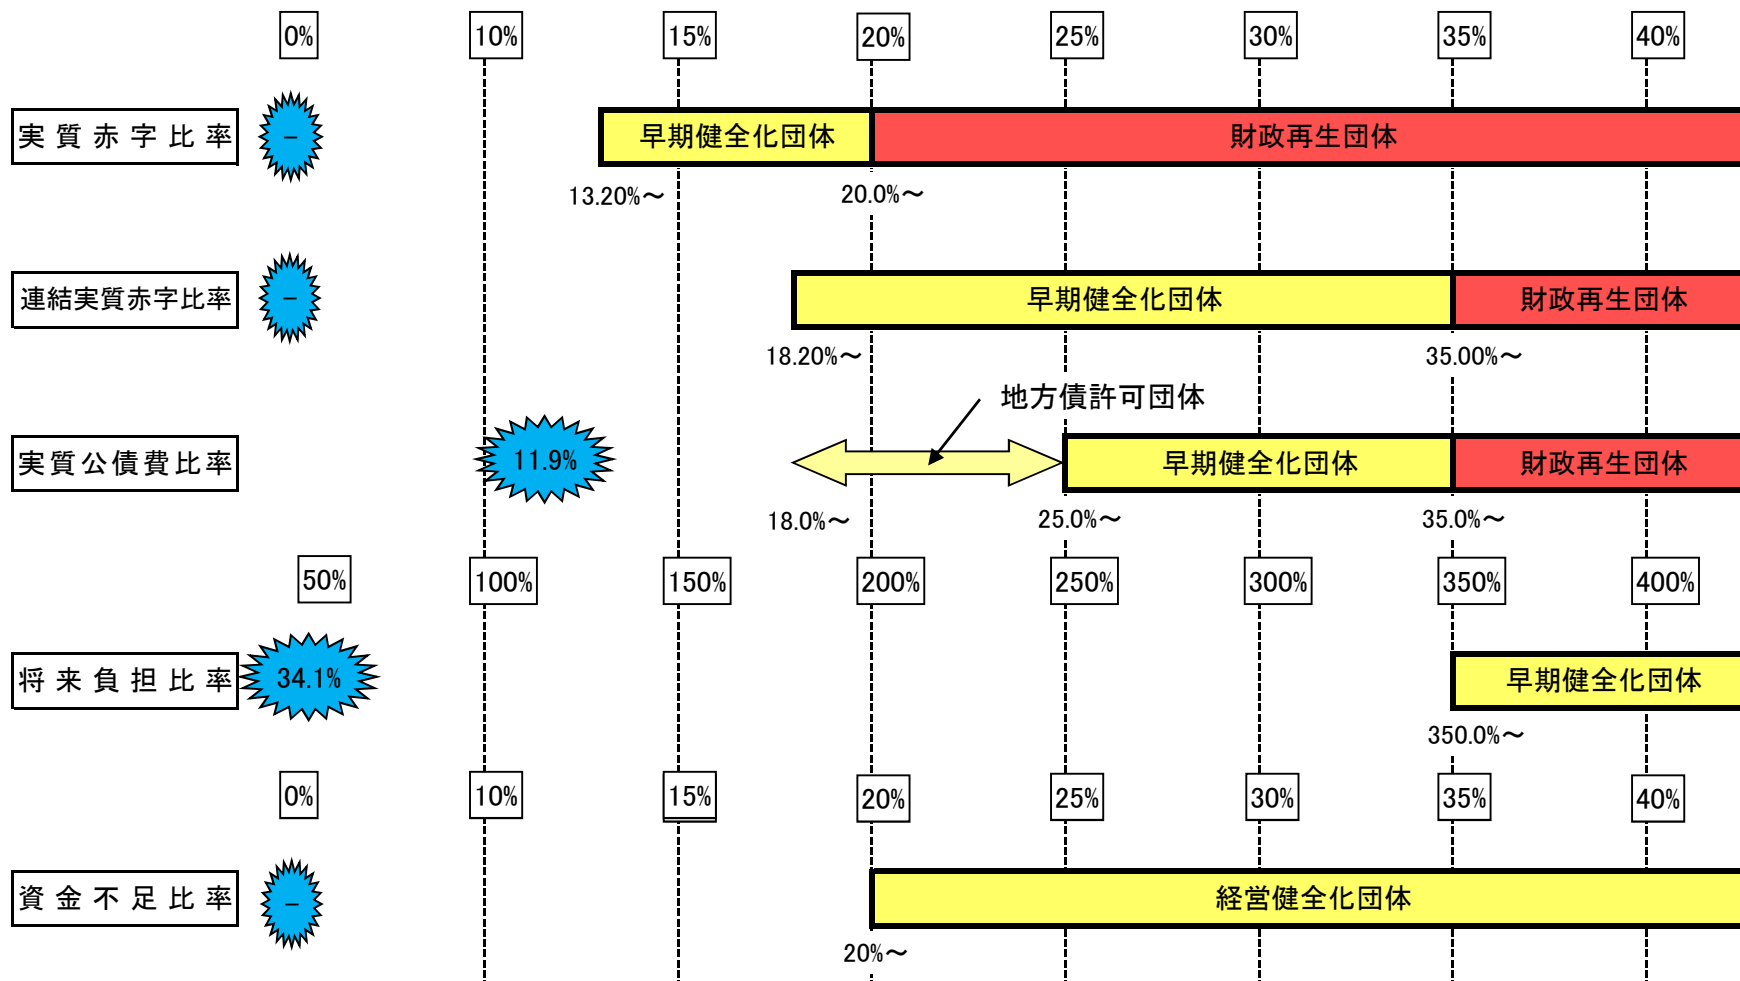 0% 10% 15% 20% 25% 30% 35% 40%
実質赤字比率 − 早期健全化団体 財政再生団体
13.20%～ 20.0%～
連結実質赤字比率 − 早期健全化団体 財政再生団体
18.20%～ 35.00%～
地方債許可団体
実質公債費比率 11.9% 早期健全化団体 財政再生団体
18.0%～ 25.0%～ 35.0%～
50% 100% 150% 200% 250% 300% 350% 400%
将来負担比率 34.1% 早期健全化団体
350.0%～
0% 10% 15% 20% 25% 30% 35% 40%
資金不足比率 − 経営健全化団体
20%～